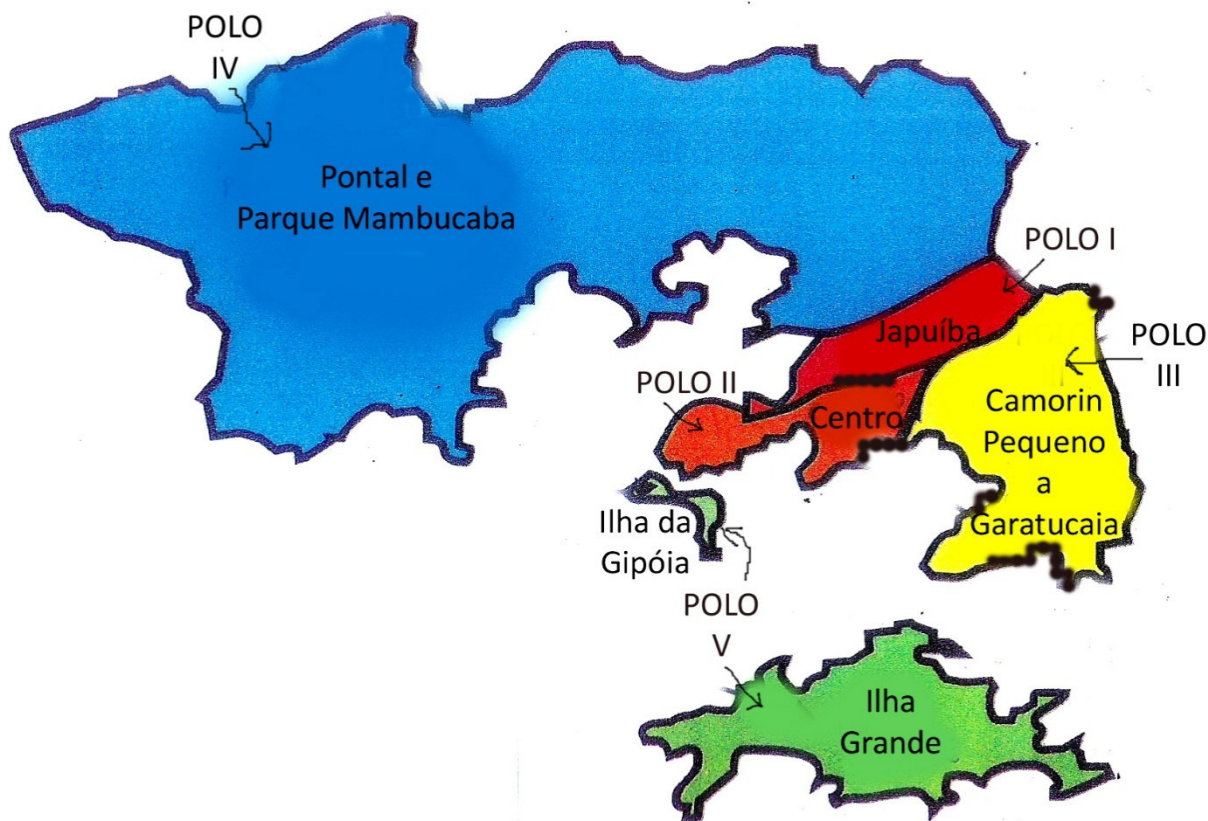 POLO
IV
Pontal e
Parque Mambucaba
POLO I
Japuíba
POLO
III
POLO II
Centro
Camorin
Pequeno
a
Garatucaia
Ilha da
Gipóia
POLO
V
Ilha
Grande